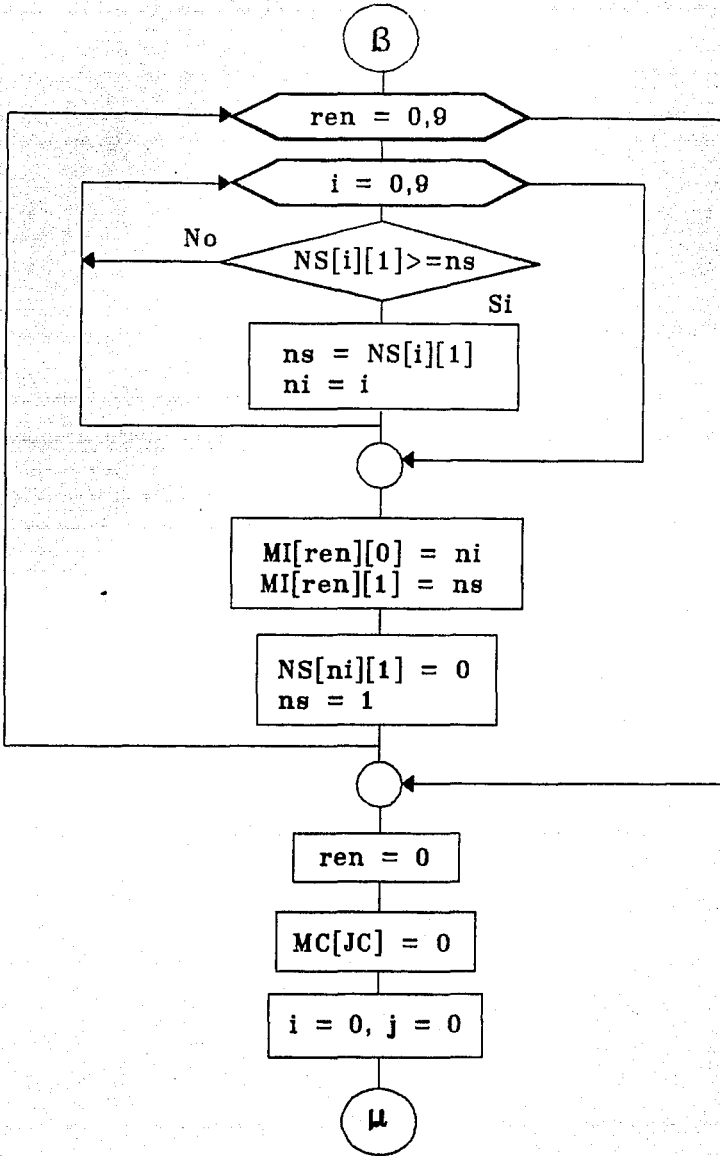 ß
ren = 0,9
i = 0,9
No
NS[i][1]>=ns
Si
ns = NS[i][1]
ni = i
MI[ren][0] = ni
MI[ren][1] = ns
NS[ni][1] = 0
ns = 1
ren = 0
MC[JC] = 0
i = 0, j = 0
µ